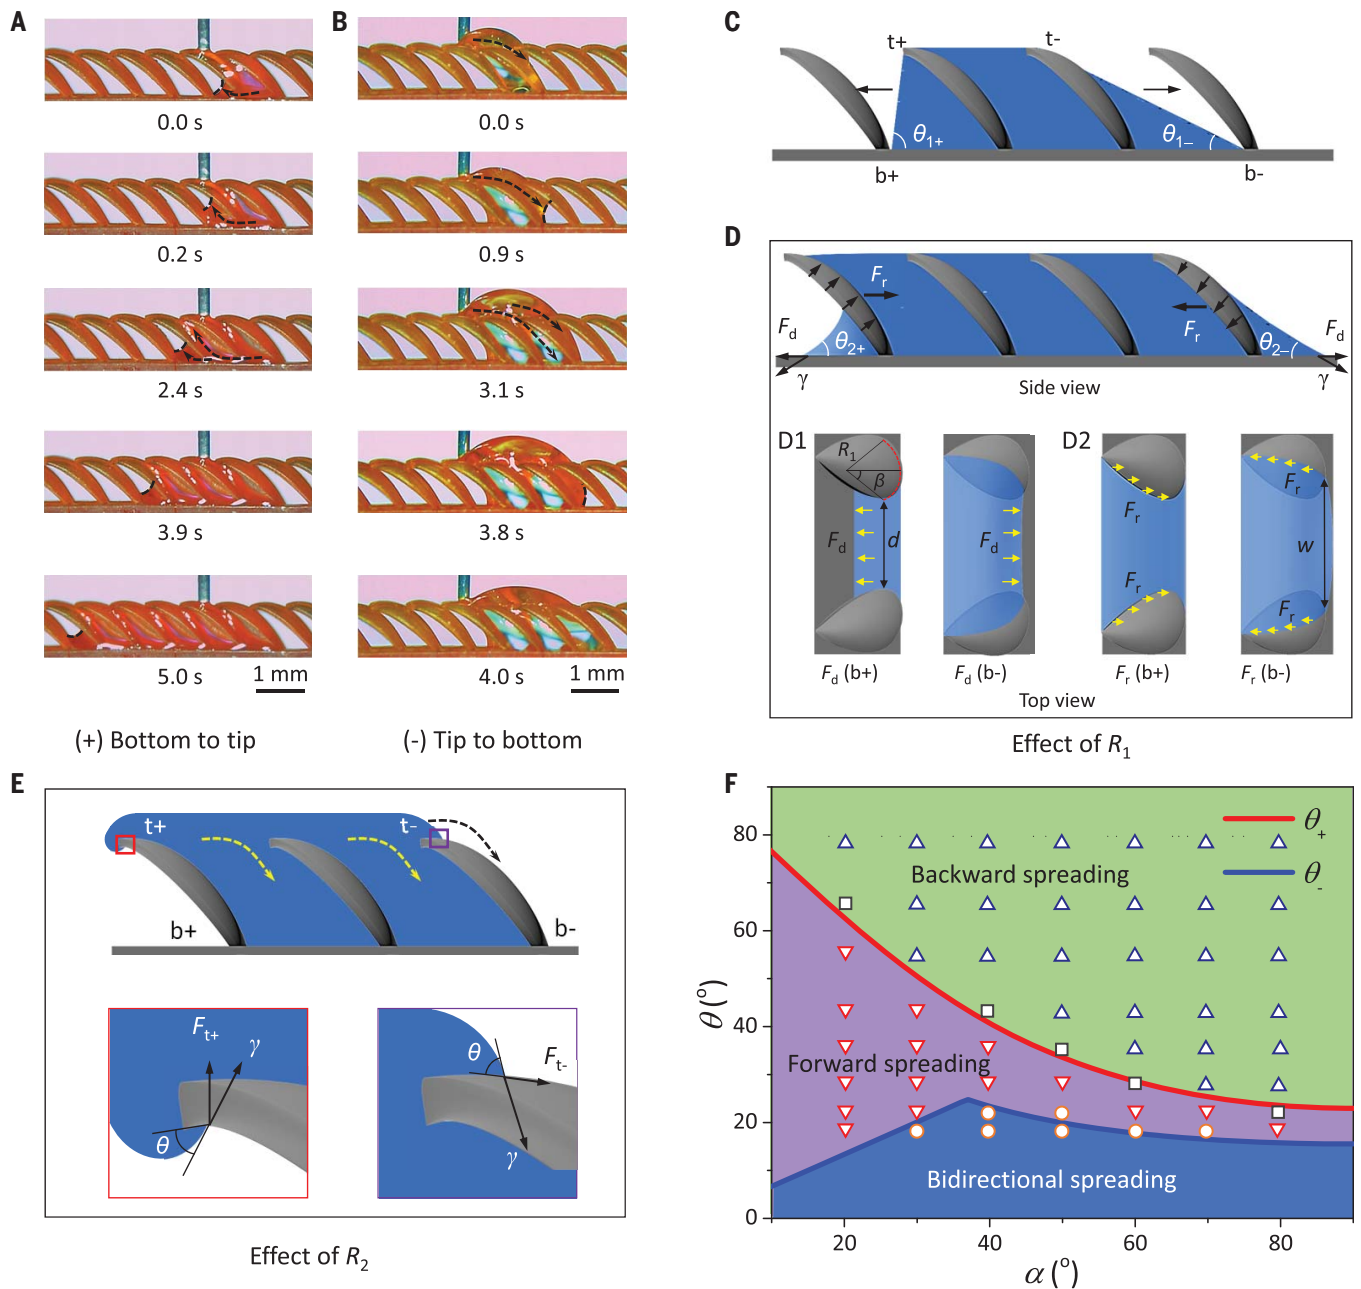 A
0.0 s
0.2 s
2.4 s
3.9 s
5.0 s
1 mm
(+) Bottom to tip
B
0.0 s
0.9 s
3.1 s
3.8 s
4.0 s
1 mm
(-) Tip to bottom
C
t+
t-
θ1+
θ1–
b+
b-
D
Fr
Fr
Fd
Fd
θ2+
θ2–
γ
γ
Side view
D1
R1
β
Fd
d
Fd
D2
Fr
Fr
Fr
Fr
w
Fd (b+)
Fd (b-)
Fr (b+)
Fr (b-)
Top view
Effect of R1
E
t+
t-
b+
b-
Ft+
γ
θ
θ
Ft-
γ
Effect of R2
F
θ+
θ-
Backward spreading
Forward spreading
Bidirectional spreading
80
60
40
20
0
θ (o)
20
40
60
80
α (o)